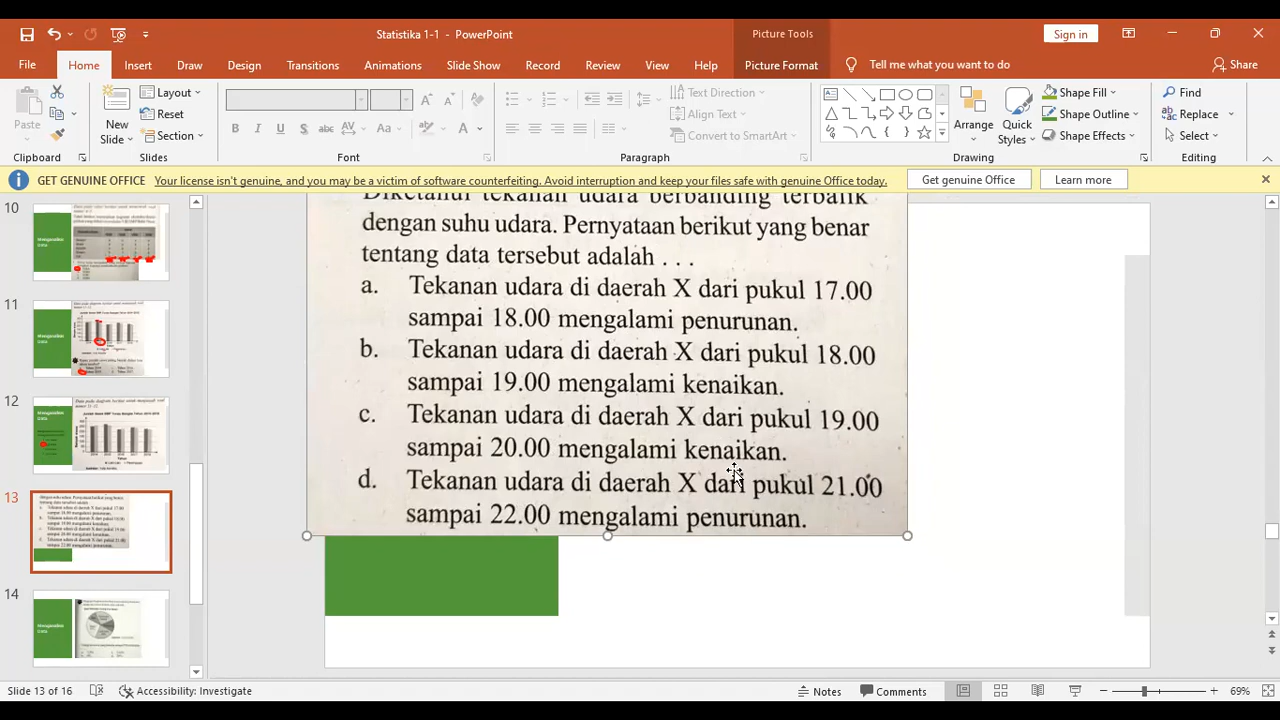 Statistika 1-1 - PowerPoint
Picture Tools
Sign in
File
Home
Insert
Draw
Design
Transitions
Animations
Slide Show
Record
Review
View
Help
Picture Format
Tell me what you want to do
Share
Paste
New Slide
Layout
Reset
Section
Text Direction
Align Text
Convert to SmartArt
Arrange
Quick Styles
Shape Fill
Shape Outline
Shape Effects
Find
Replace
Select
Clipboard
Slides
Font
Paragraph
Drawing
Editing
GET GENUINE OFFICE Your license isn't genuine, and you may be a victim of software counterfeiting. Avoid interruption and keep your files safe with genuine Office today.
Get genuine Office
Learn more
10
11
12
13
14
Diketahui tekanan udara berbanding terbalik
dengan suhu udara. Pernyataan berikut yang benar
tentang data tersebut adalah . . .
a. Tekanan udara di daerah X dari pukul 17.00
sampai 18.00 mengalami penurunan.
b. Tekanan udara di daerah X dari pukul 18.00
sampai 19.00 mengalami kenaikan.
c. Tekanan udara di daerah X dari pukul 19.00
sampai 20.00 mengalami kenaikan.
d. Tekanan udara di daerah X dari pukul 21.00
sampai 22.00 mengalami penurunan.
Slide 13 of 16
Accessibility: Investigate
Notes
Comments
69%